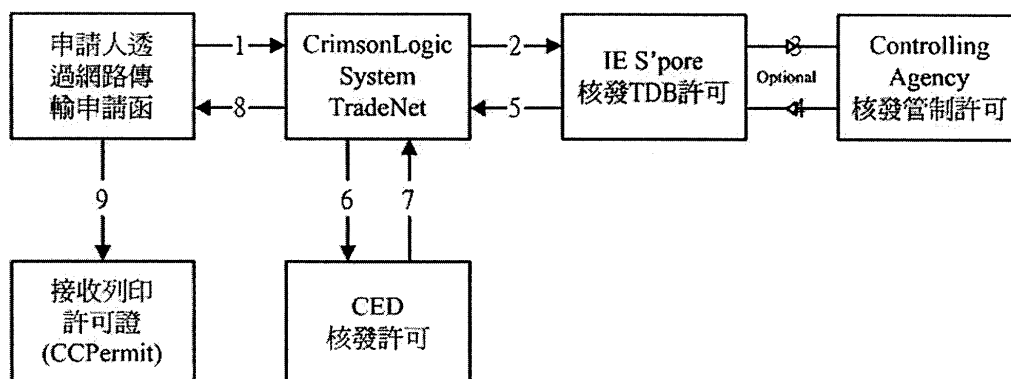 申請人透
過網路傳
輸申請函
1
8
CrimsonLogic
System
TradeNet
2
5
IE S'pore
核發TDB許可
3
Optional
4
Controlling
Agency
核發管制許可
9
6
7
接收列印
許可證
(CCPermit)
CED
核發許可